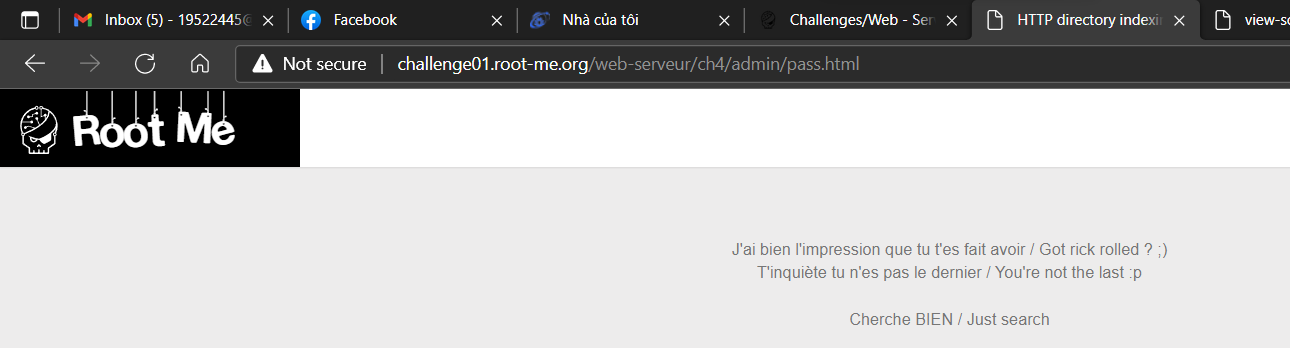 Inbox (5) - 19522445@
Facebook
Nhà của tôi
Challenges/Web - Ser
HTTP directory indexin
view-so
Not secure
challenge01.root-me.org/web-serveur/ch4/admin/pass.html
Root Me
J'ai bien l'impression que tu t'es fait avoir / Got rick rolled ? ;)
T'inquiète tu n'es pas le dernier / You're not the last :p
Cherche BIEN / Just search